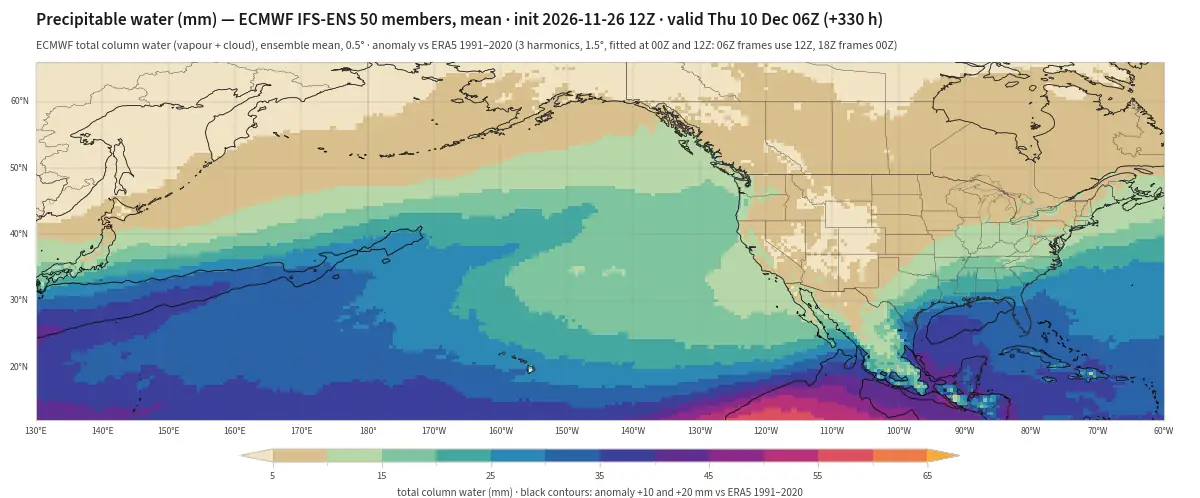 Precipitable water (mm) — ECMWF IFS-ENS 50 members, mean · init 2026-11-26 12Z · valid Thu 10 Dec 06Z (+330 h)
ECMWF total column water (vapour + cloud), ensemble mean, 0.5° · anomaly vs ERA5 1991–2020 (3 harmonics, 1.5°, fitted at 00Z and 12Z: 06Z frames use 12Z, 18Z frames 00Z)
60°N
50°N
40°N
30°N
20°N
130°E 140°E 150°E 160°E 170°E 180° 170°W 160°W 150°W 140°W 130°W 120°W 110°W 100°W 90°W 80°W 70°W 60°W
5 15 25 35 45 55 65
total column water (mm) · black contours: anomaly +10 and +20 mm vs ERA5 1991–2020